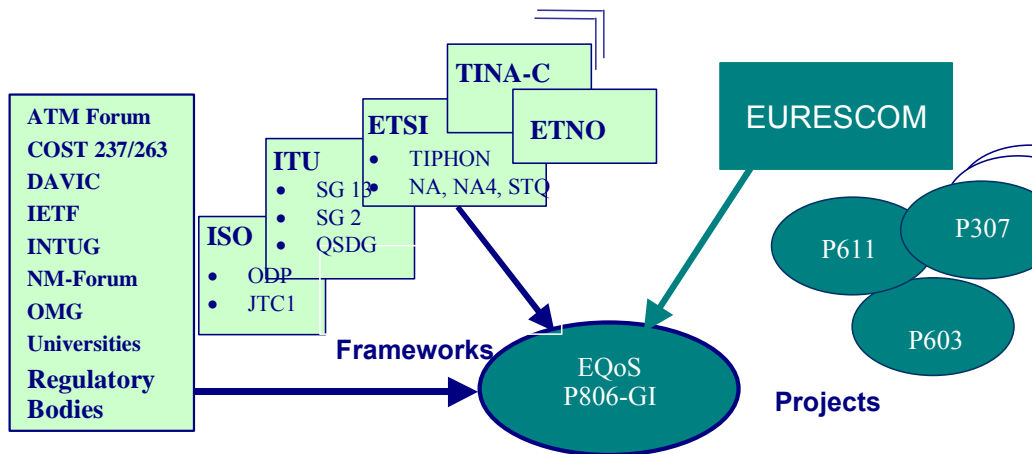 ATM Forum
COST 237/263
DAVIC
IETF
INTUG
NM-Forum
OMG
Universities
Regulatory
Bodies
ISO
• ODP
• JTC1
ITU
• SG 13
• SG 2
• QSDG
ETSI
• TIPHON
• NA, NA4, STQ
TINA-C
ETNO
EURESCOM
P611
P307
P603
Frameworks
EQoS
P806-GI
Projects